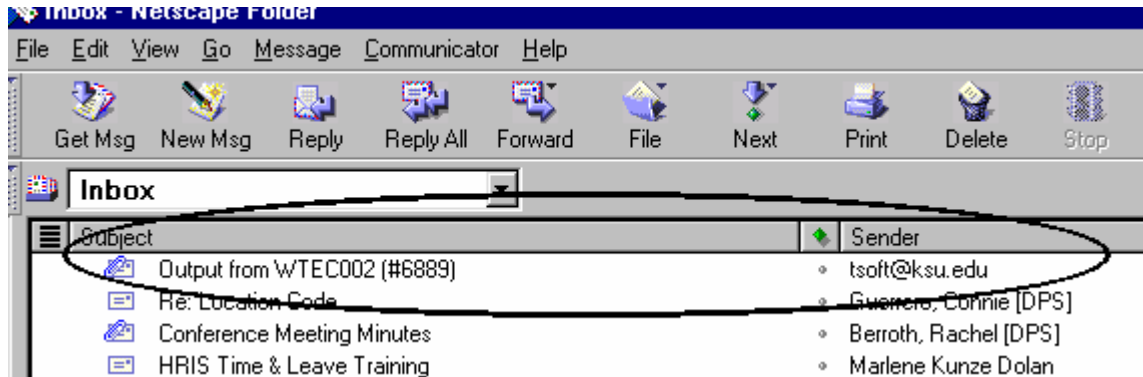 Inbox - Netscape Folder
File Edit View Go Message Communicator Help
Get Msg New Msg Reply Reply All Forward File Next Print Delete Stop
Inbox
Subject Sender
Output from WTEC002 (#6889) tsoft@ksu.edu
Re: Location Code Guerrero, Connie [DPS]
Conference Meeting Minutes Berroth, Rachel [DPS]
HRIS Time & Leave Training Marlene Kunze Dolan